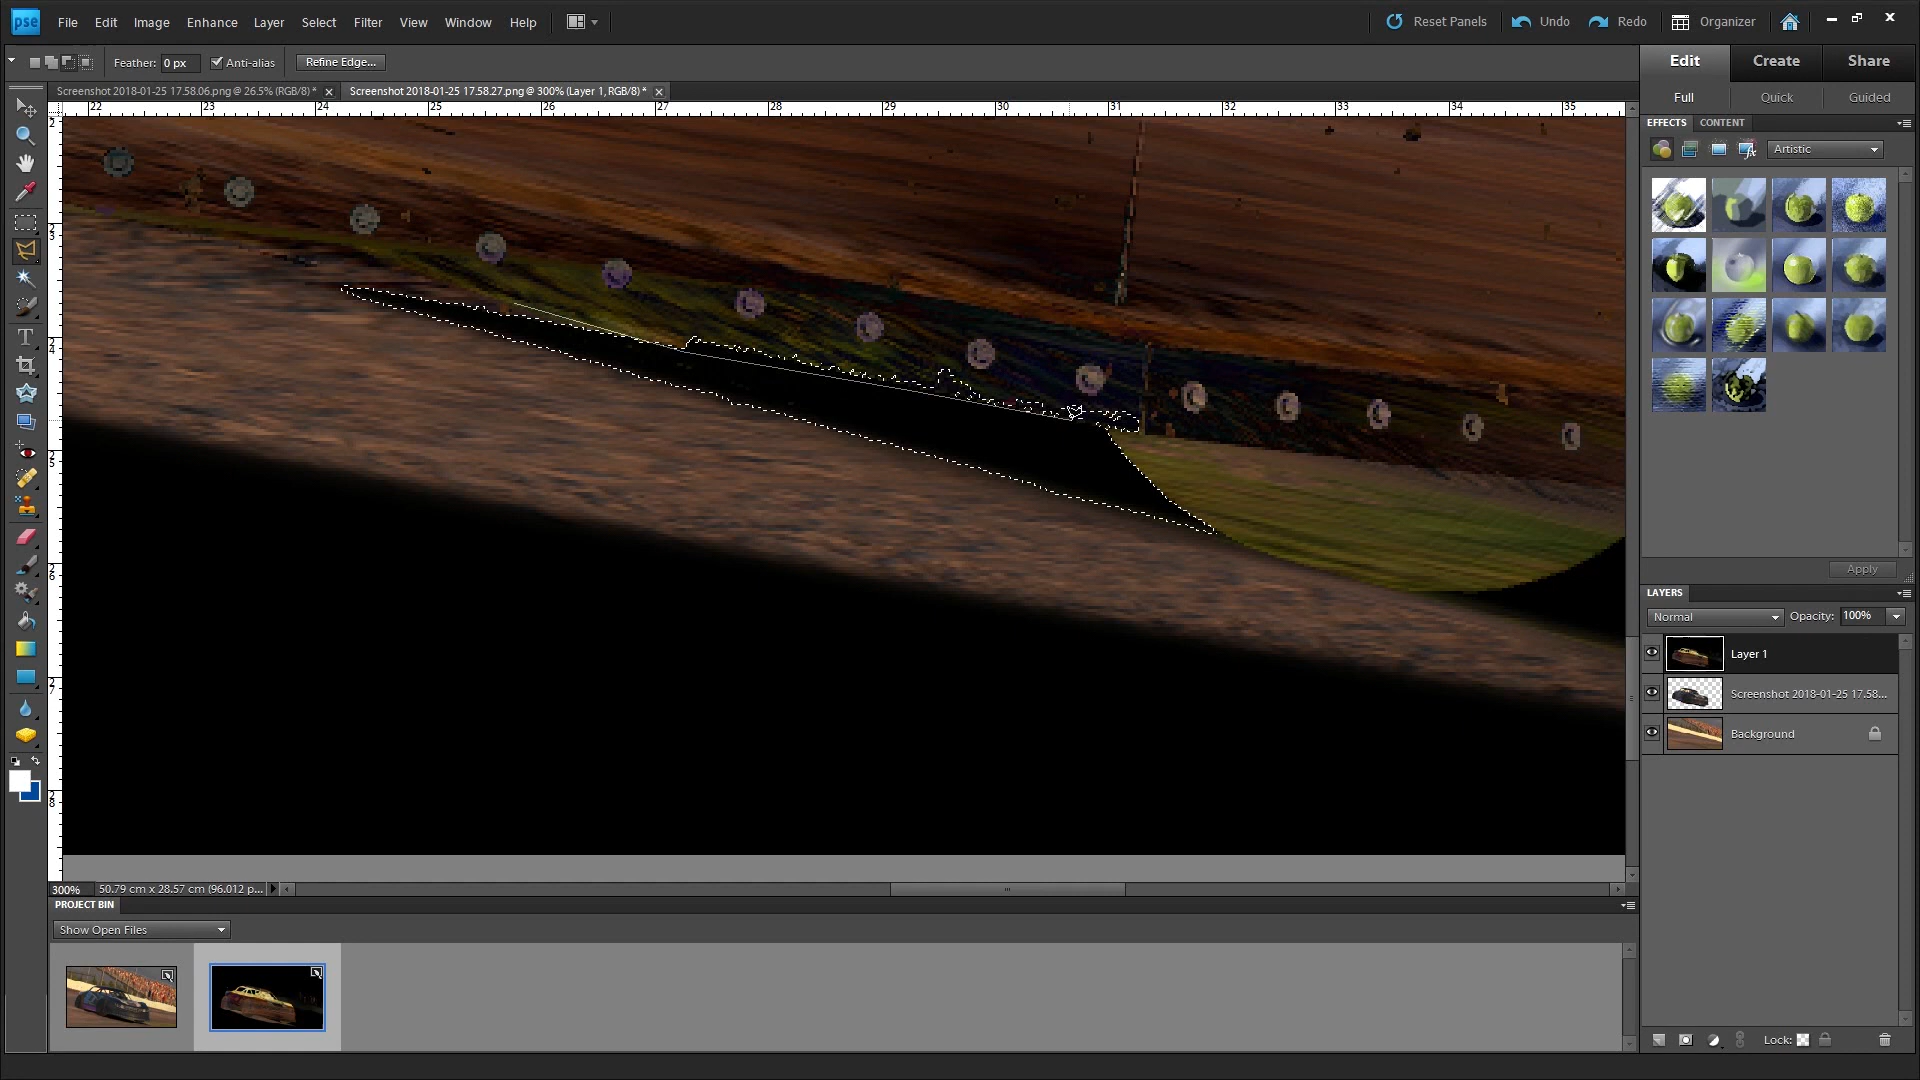 pse File Edit Image Enhance Layer Select Filter View Window Help Reset Panels Undo Redo Organizer
Feather: 0 px Anti-alias Refine Edge...
Edit Create Share
Full Quick Guided
Screenshot 2018-01-25 17.58.06.png @ 26.5% (RGB/8) * Screenshot 2018-01-25 17.58.27.png @ 300% (Layer 1, RGB/8) *
22 23 24 25 26 27 28 29 30 31 32 33 34 35
EFFECTS CONTENT
Artistic
Apply
LAYERS
Normal Opacity: 100%
Layer 1
Screenshot 2018-01-25 17.58...
Background
300% 50.79 cm x 28.57 cm (96.012 p...
PROJECT BIN
Show Open Files
Lock: